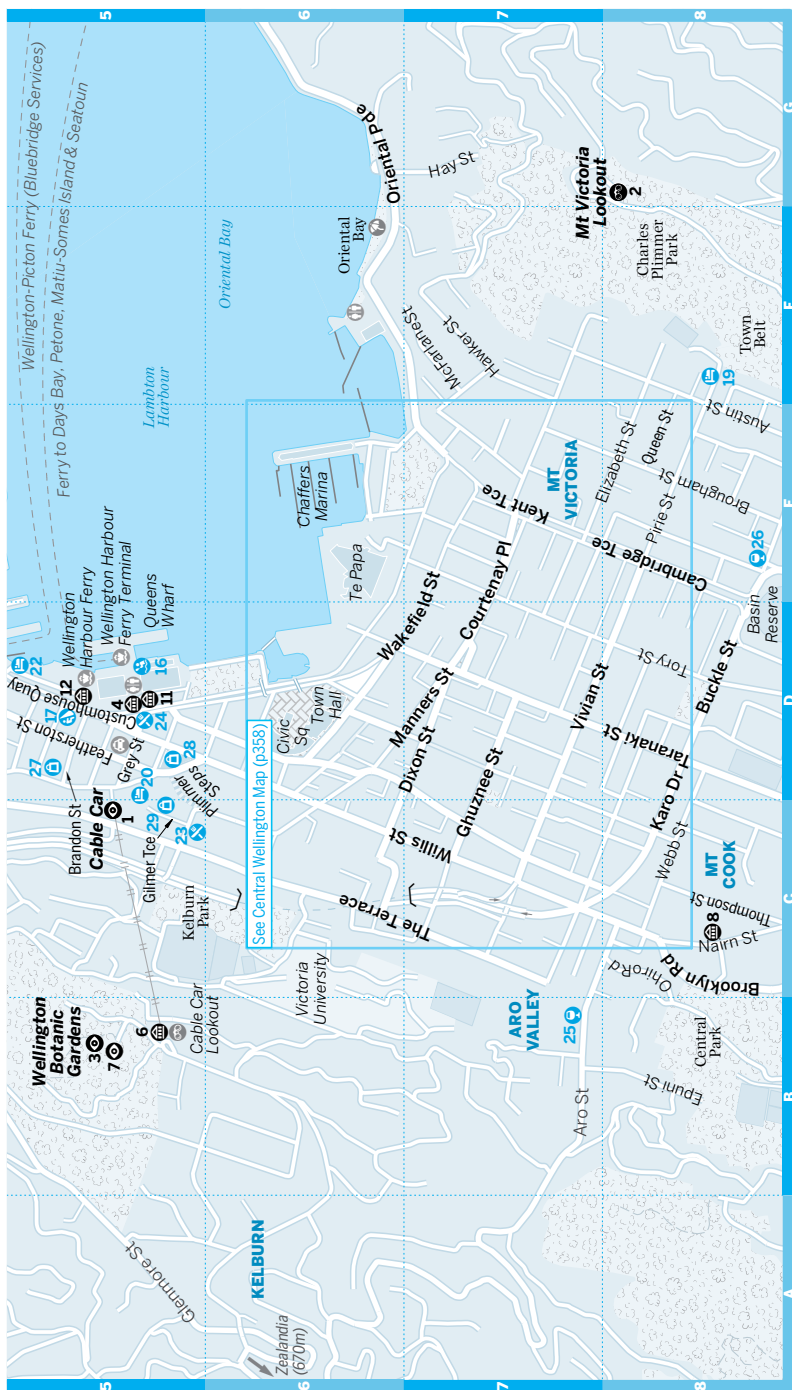 5
6
7
8
G
F
E
D
C
B
A
5
6
7
8
Wellington-Picton Ferry (Bluebridge Services)
Ferry to Days Bay, Petone, Matiu-Somes Island & Seatoun
Lambton
Harbour
Oriental Bay
Oriental
Bay
Oriental Pde
Hay St
Mt Victoria
Lookout
2
Charles
Plimmer
Park
Town
Belt
19
McFarlane St
Hawker St
Austin St
Brougham St
Queen St
Elizabeth St
Pirie St
MT
VICTORIA
Kent Tce
Cambridge Tce
26
Basin
Reserve
Chaffers
Marina
Te Papa
Wakefield St
Courtenay Pl
Manners St
Dixon St
Ghuznee St
Vivian St
Tory St
Taranaki St
Buckle St
Karo Dr
Webb St
MT
COOK
Thompson St
8
Nairn St
Brooklyn Rd
Ohiro Rd
Willis St
The Terrace
Civic
Sq
Town
Hall
See Central Wellington Map (p358)
22
Wellington
Harbour Ferry
Wellington Harbour
Ferry Terminal
Queens
Wharf
12
4
11
16
17
24
Customhouse Quay
Featherston St
Grey St
27
28
20
29
23
Plimmer
Steps
Brandon St
Cable Car
1
Gilmer Tce
Kelburn
Park
Victoria
University
Wellington
Botanic
Gardens
3
7
6
Cable Car
Lookout
ARO
VALLEY
25
Aro St
Epuni St
Central
Park
Glenmore St
KELBURN
Zealandia
(670m)